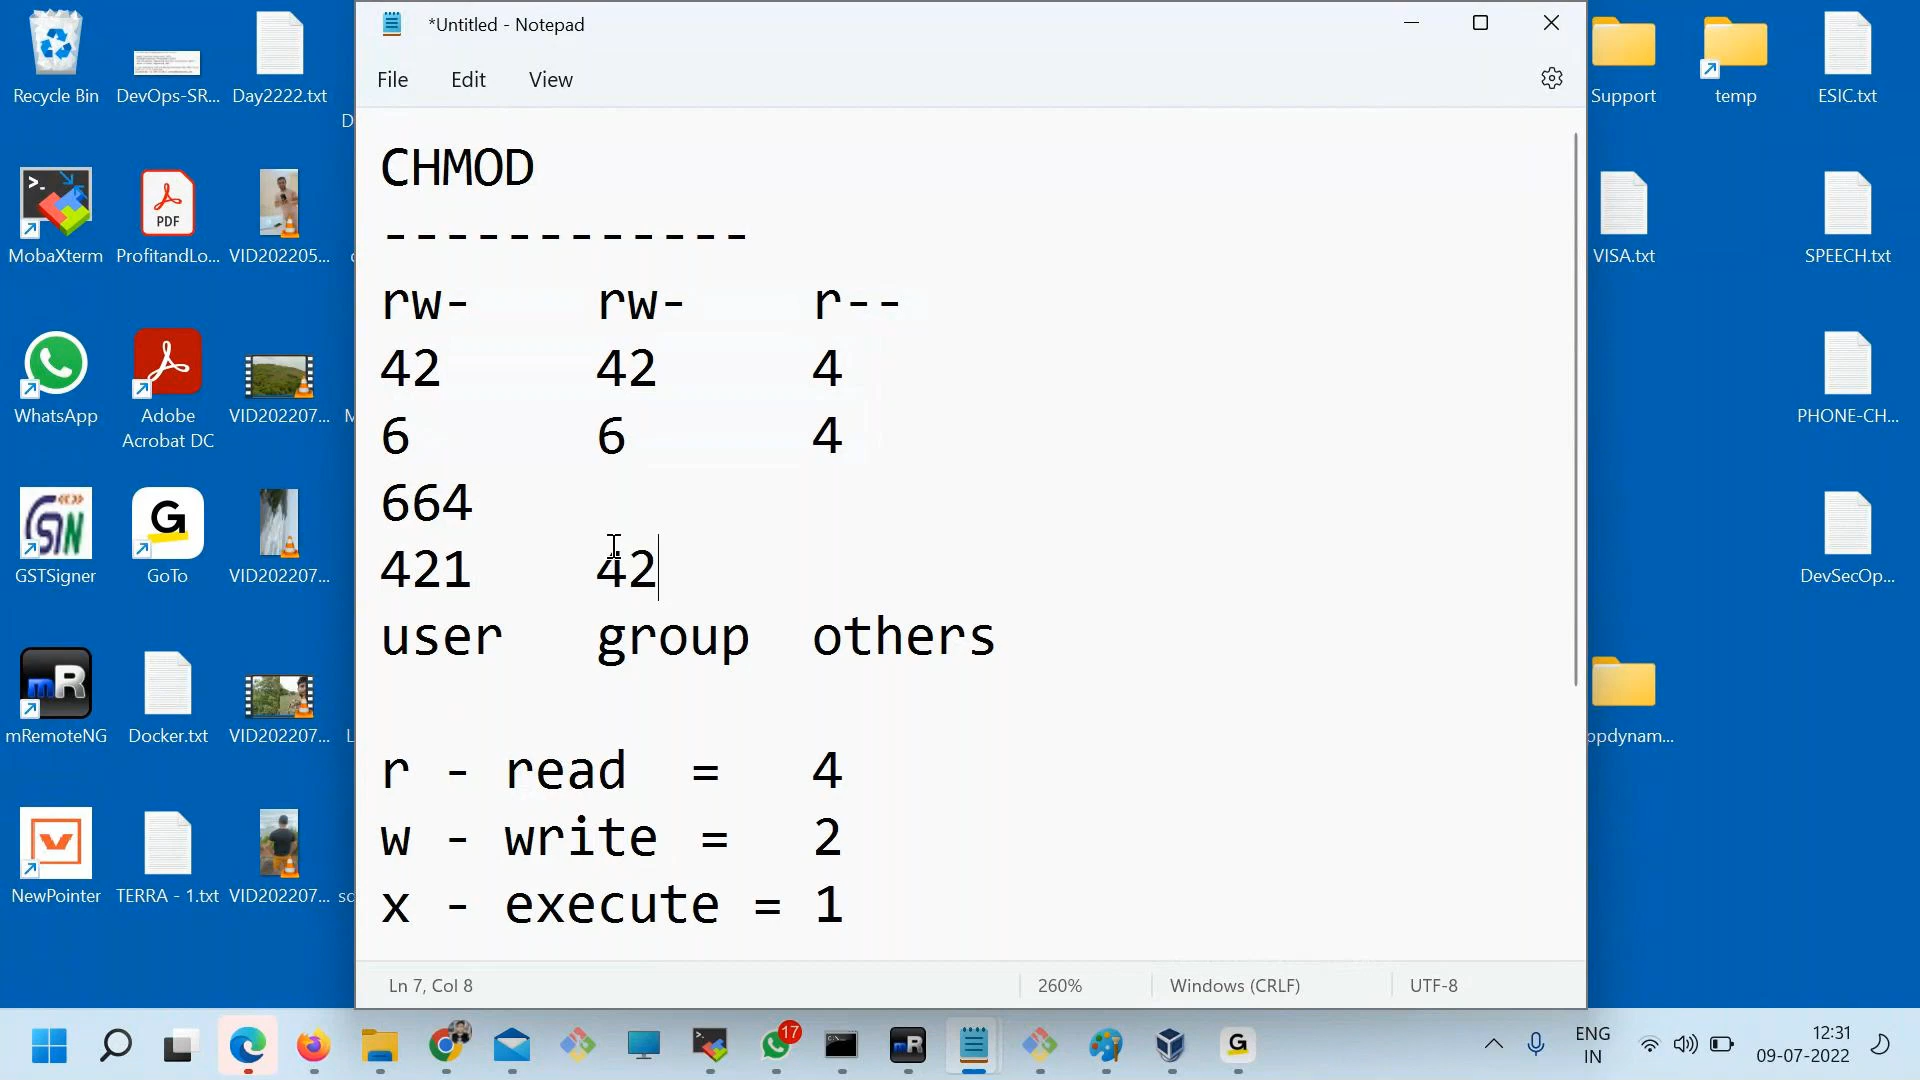 *Untitled - Notepad
File Edit View
CHMOD
------------
rw- rw- r--
42 42 4
6 6 4
664
421 42
user group others
r - read = 4
w - write = 2
x - execute = 1
Ln 7, Col 8
260%
Windows (CRLF)
UTF-8
Recycle Bin
DevOps-SR...
Day2222.txt
MobaXterm
ProfitandLo...
VID202205...
WhatsApp
Adobe
Acrobat DC
VID202207...
GSTSigner
GoTo
VID202207...
mRemoteNG
Docker.txt
VID202207...
NewPointer
TERRA - 1.txt
VID202207...
PDF
Support
temp
ESIC.txt
VISA.txt
SPEECH.txt
PHONE-CH...
DevSecOp...
ppdynam...
17
ENG
IN
12:31
09-07-2022